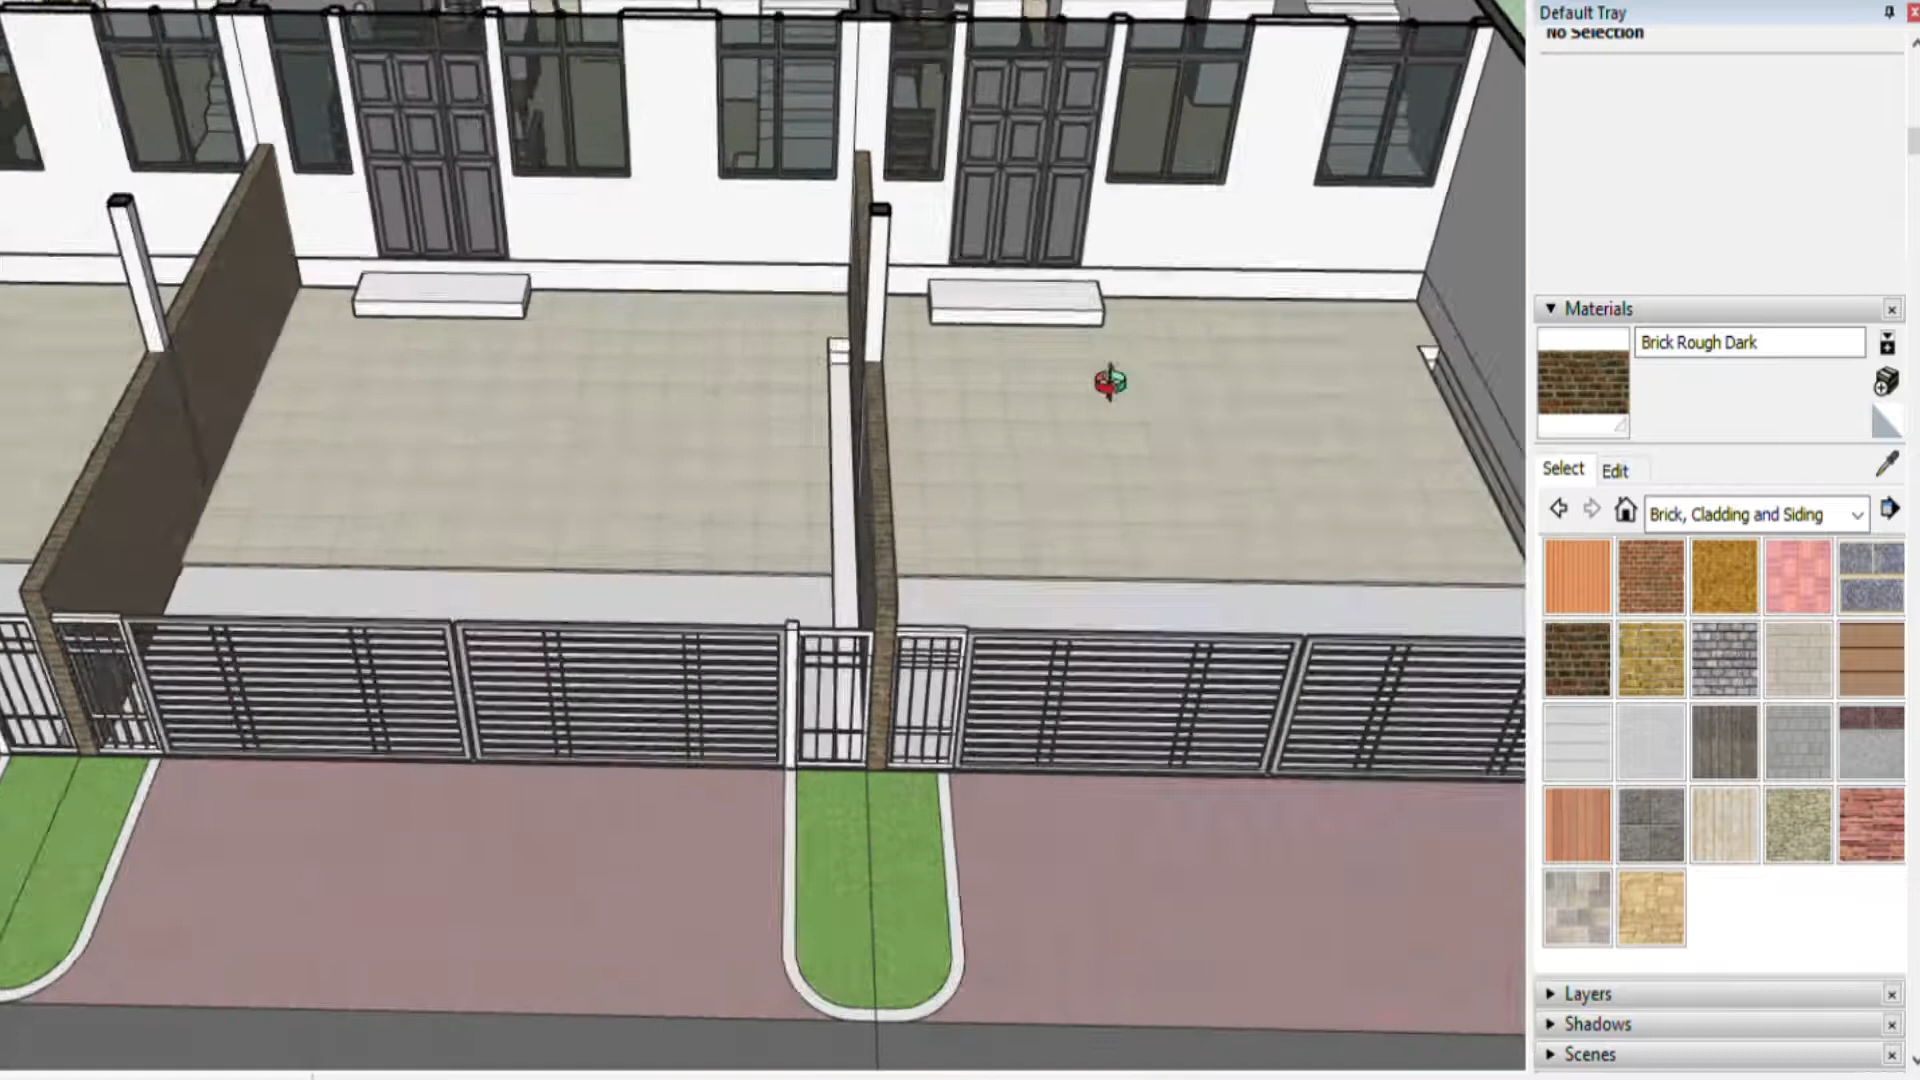 Default Tray
No Selection
Materials
Brick Rough Dark
Select
Edit
Brick, Cladding and Siding
Layers
Shadows
Scenes